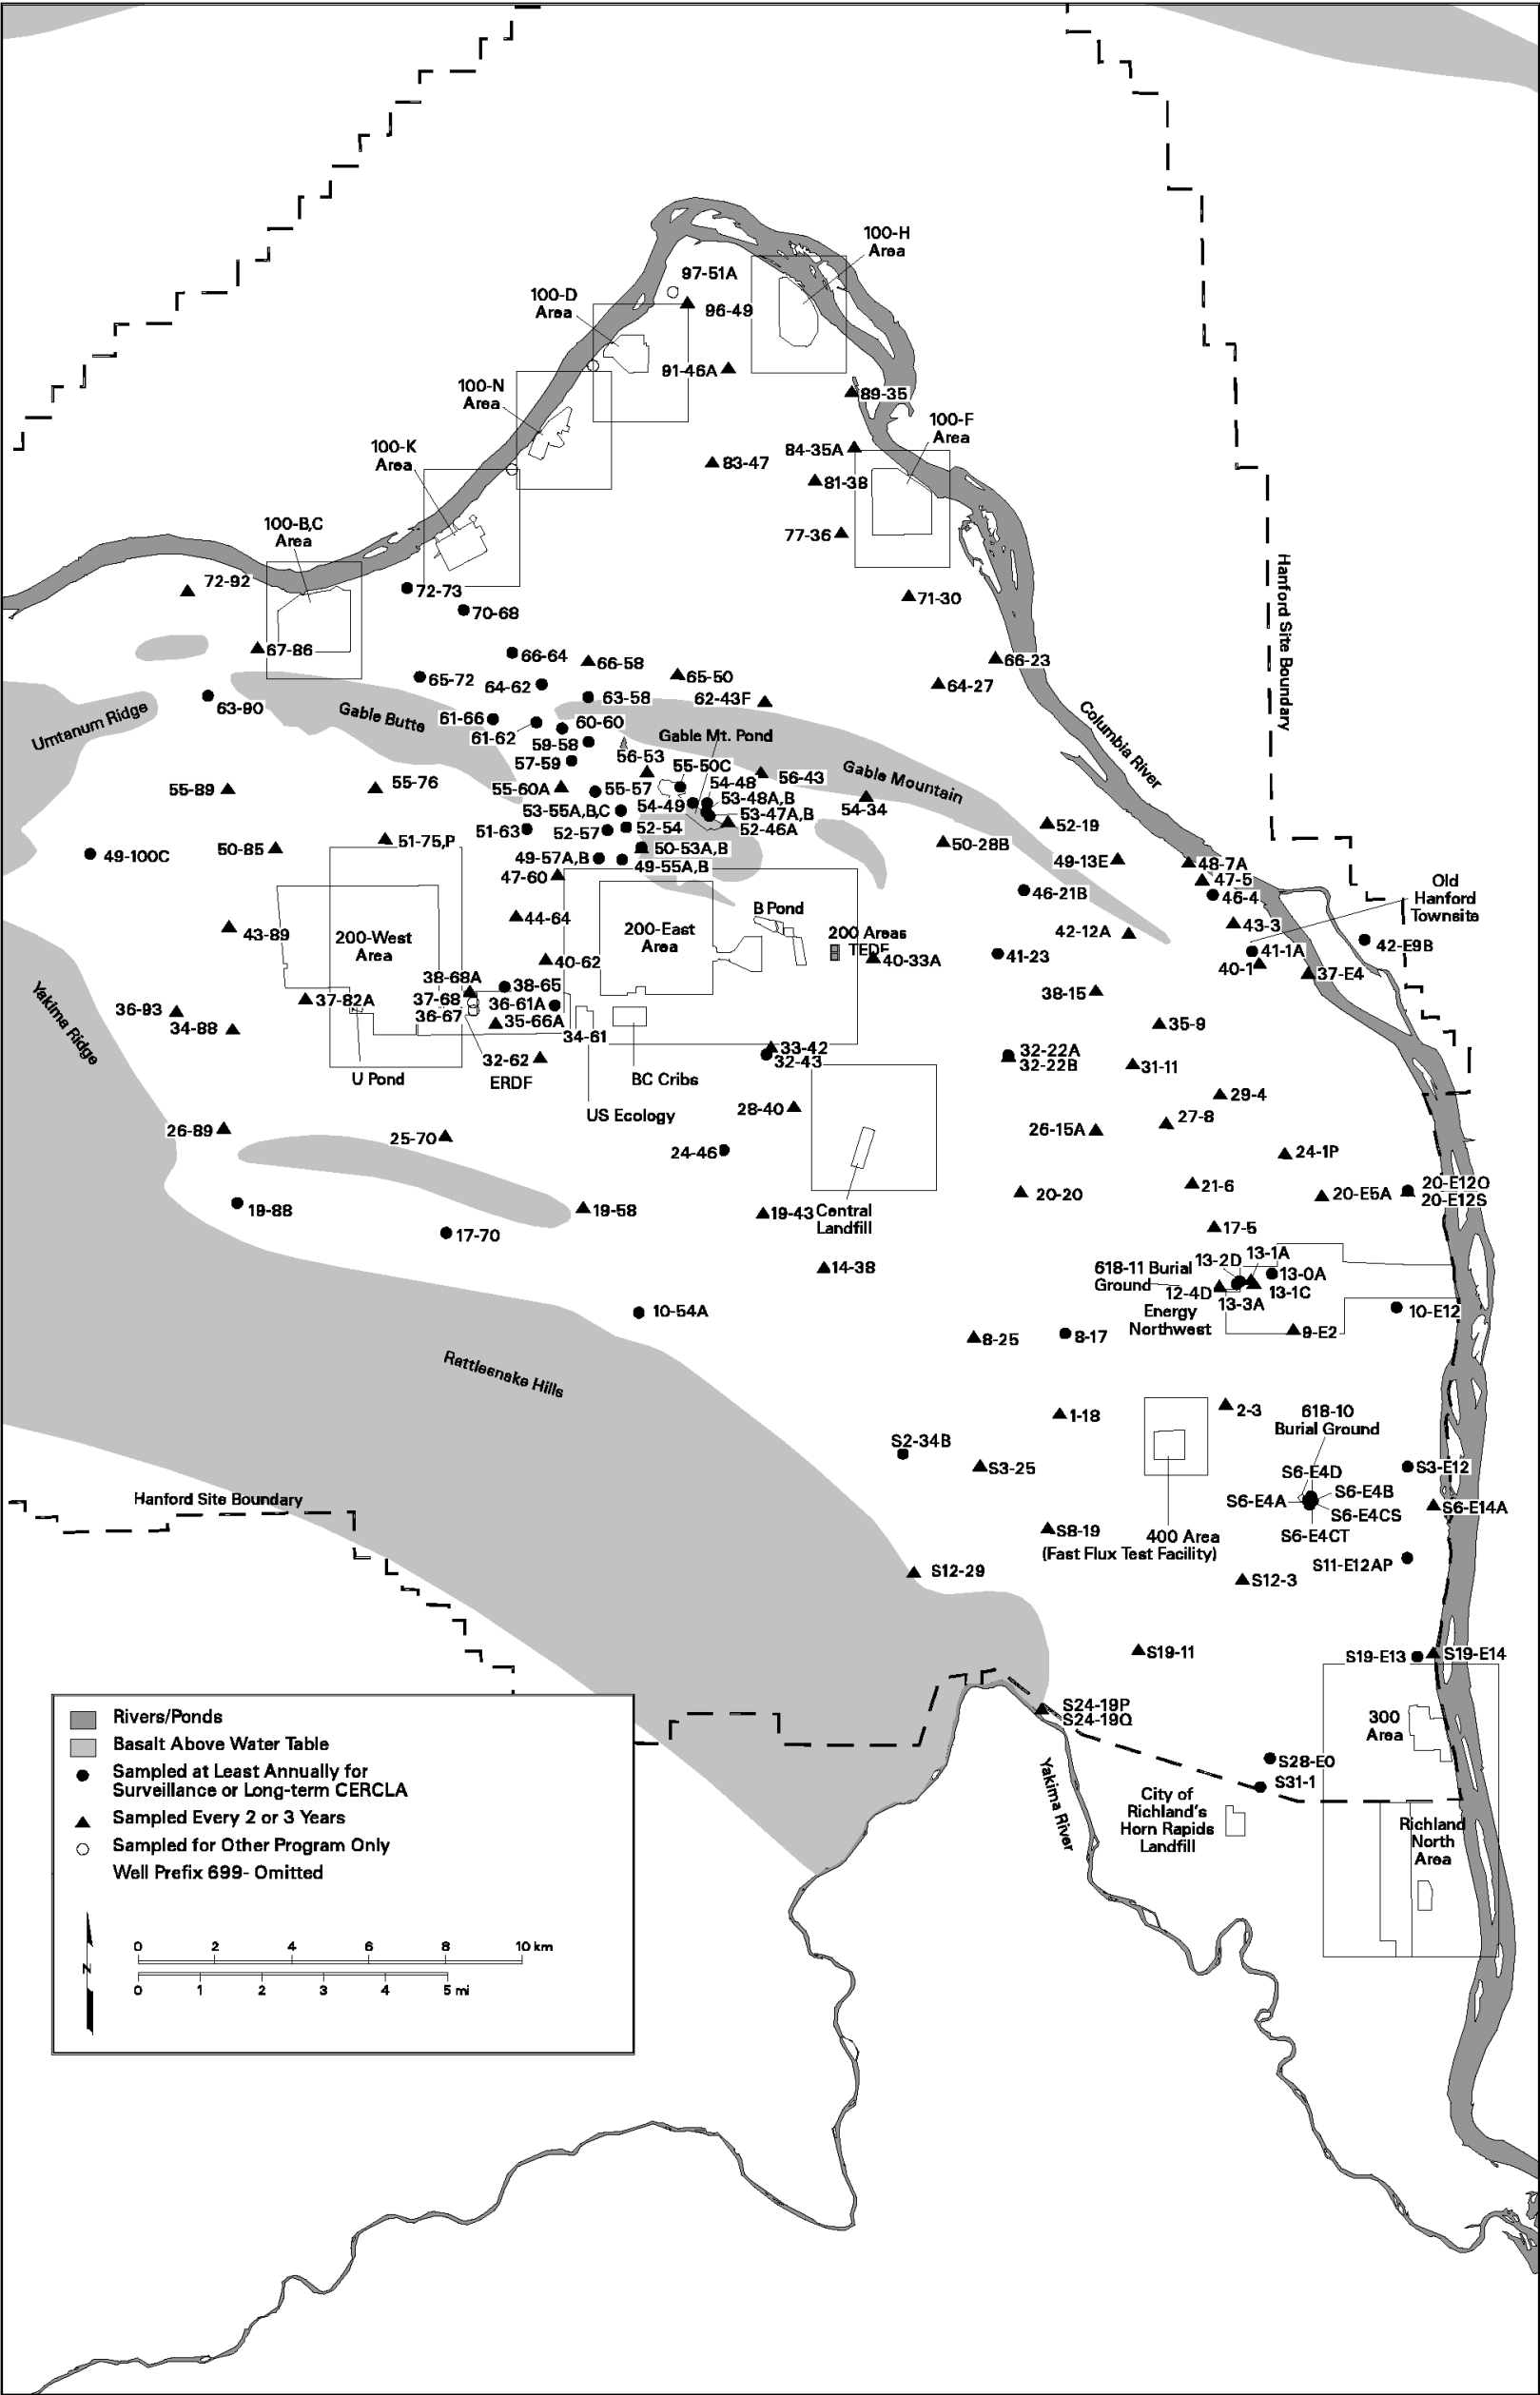 100-H
Area
97-51A
100-D
Area
96-49
91-46A
100-N
Area
89-35
100-F
Area
100-K
Area
84-35A
83-47
81-38
100-B,C
Area
77-36
Hanford Site Boundary
72-92
72-73
71-30
70-68
67-86
66-64
66-58
66-23
65-72
65-50
64-62
64-27
63-90
63-58
62-43F
Umtanum Ridge
Gable Butte
61-66
60-60
61-62
59-58
Gable Mt. Pond
Columbia River
57-59
56-53
55-50C
56-43
Gable Mountain
55-89
55-76
55-60A
55-57
54-48
53-48A,B
54-49
54-34
53-55A,B,C
53-47A,B
52-46A
52-19
51-63
52-57
52-54
51-75,P
50-85
50-53A,B
50-28B
49-100C
49-57A,B
49-55A,B
49-13E
48-7A
47-60
47-5
46-21B
46-4
Old
Hanford
Townsite
B Pond
44-64
43-3
43-89
200-West
Area
200-East
Area
200 Areas
TEDF
42-12A
42-E9B
41-23
41-1A
40-62
40-33A
40-1
37-E4
38-68A
38-65
37-82A
37-68
36-61A
38-15
36-93
36-67
35-66A
34-88
34-61
35-9
Yakima Ridge
33-42
32-43
32-22A
32-22B
32-62
31-11
U Pond
ERDF
BC Cribs
US Ecology
29-4
28-40
27-8
26-89
25-70
26-15A
24-46
24-1P
21-6
20-20
20-E5A
20-E12O
20-E12S
19-88
19-58
19-43
Central
Landfill
17-70
17-5
14-38
13-2D
13-1A
618-11 Burial
Ground
13-0A
12-4D
13-1C
13-3A
10-54A
Energy
Northwest
10-E12
9-E2
8-25
8-17
Rattlesnake Hills
1-18
2-3
618-10
Burial Ground
S2-34B
S3-25
S3-E12
S6-E4D
S6-E4B
S6-E4A
S6-E4CS
S6-E14A
S6-E4CT
Hanford Site Boundary
S8-19
400 Area
(Fast Flux Test Facility)
S11-E12AP
S12-29
S12-3
S19-11
S19-E13
S19-E14
S24-19P
S24-19Q
300
Area
S28-E0
S31-1
Yakima River
City of
Richland's
Horn Rapids
Landfill
Richland
North
Area
Rivers/Ponds
Basalt Above Water Table
Sampled at Least Annually for
Surveillance or Long-term CERCLA
Sampled Every 2 or 3 Years
Sampled for Other Program Only
Well Prefix 699- Omitted
N
0 2 4 6 8 10 km
0 1 2 3 4 5 mi